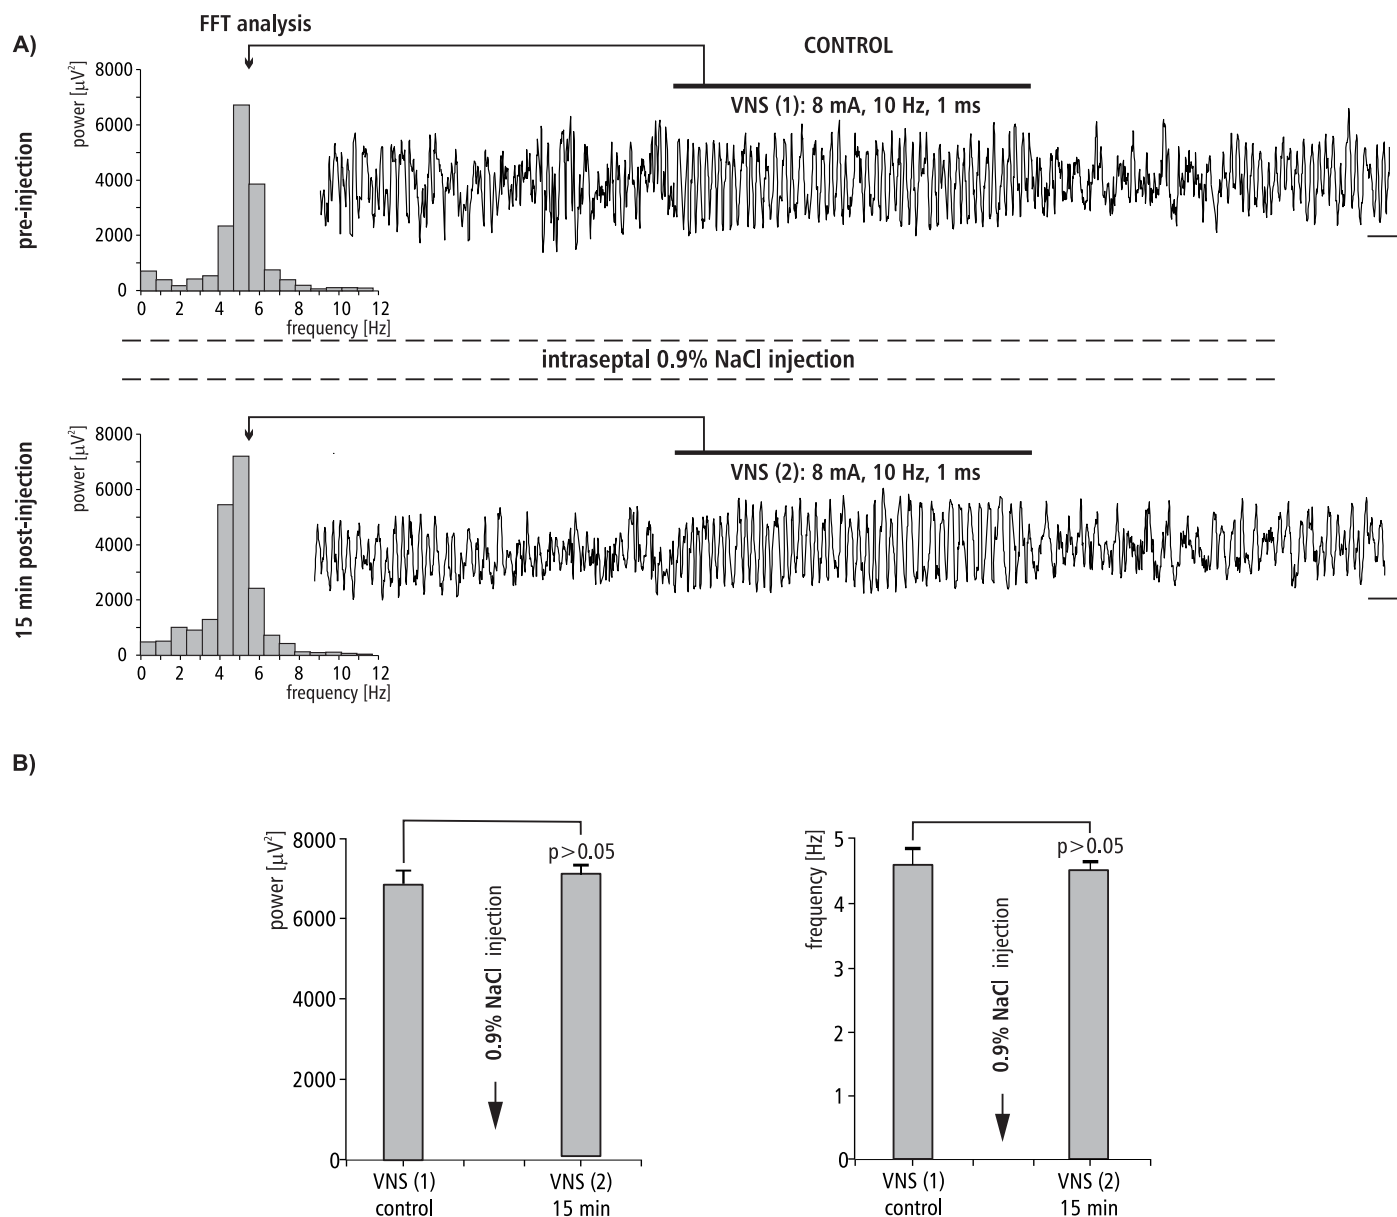 A)
FFT analysis
CONTROL
pre-injection
power [μV²]
8000
6000
4000
2000
0
0 2 4 6 8 10 12
frequency [Hz]
VNS (1): 8 mA, 10 Hz, 1 ms
intraseptal 0.9% NaCl injection
15 min post-injection
power [μV²]
8000
6000
4000
2000
0
0 2 4 6 8 10 12
frequency [Hz]
VNS (2): 8 mA, 10 Hz, 1 ms
B)
power [μV²]
8000
6000
4000
2000
0
p>0.05
0.9% NaCl injection
VNS (1)
control
VNS (2)
15 min
frequency [Hz]
5
4
3
2
1
0
p>0.05
0.9% NaCl injection
VNS (1)
control
VNS (2)
15 min